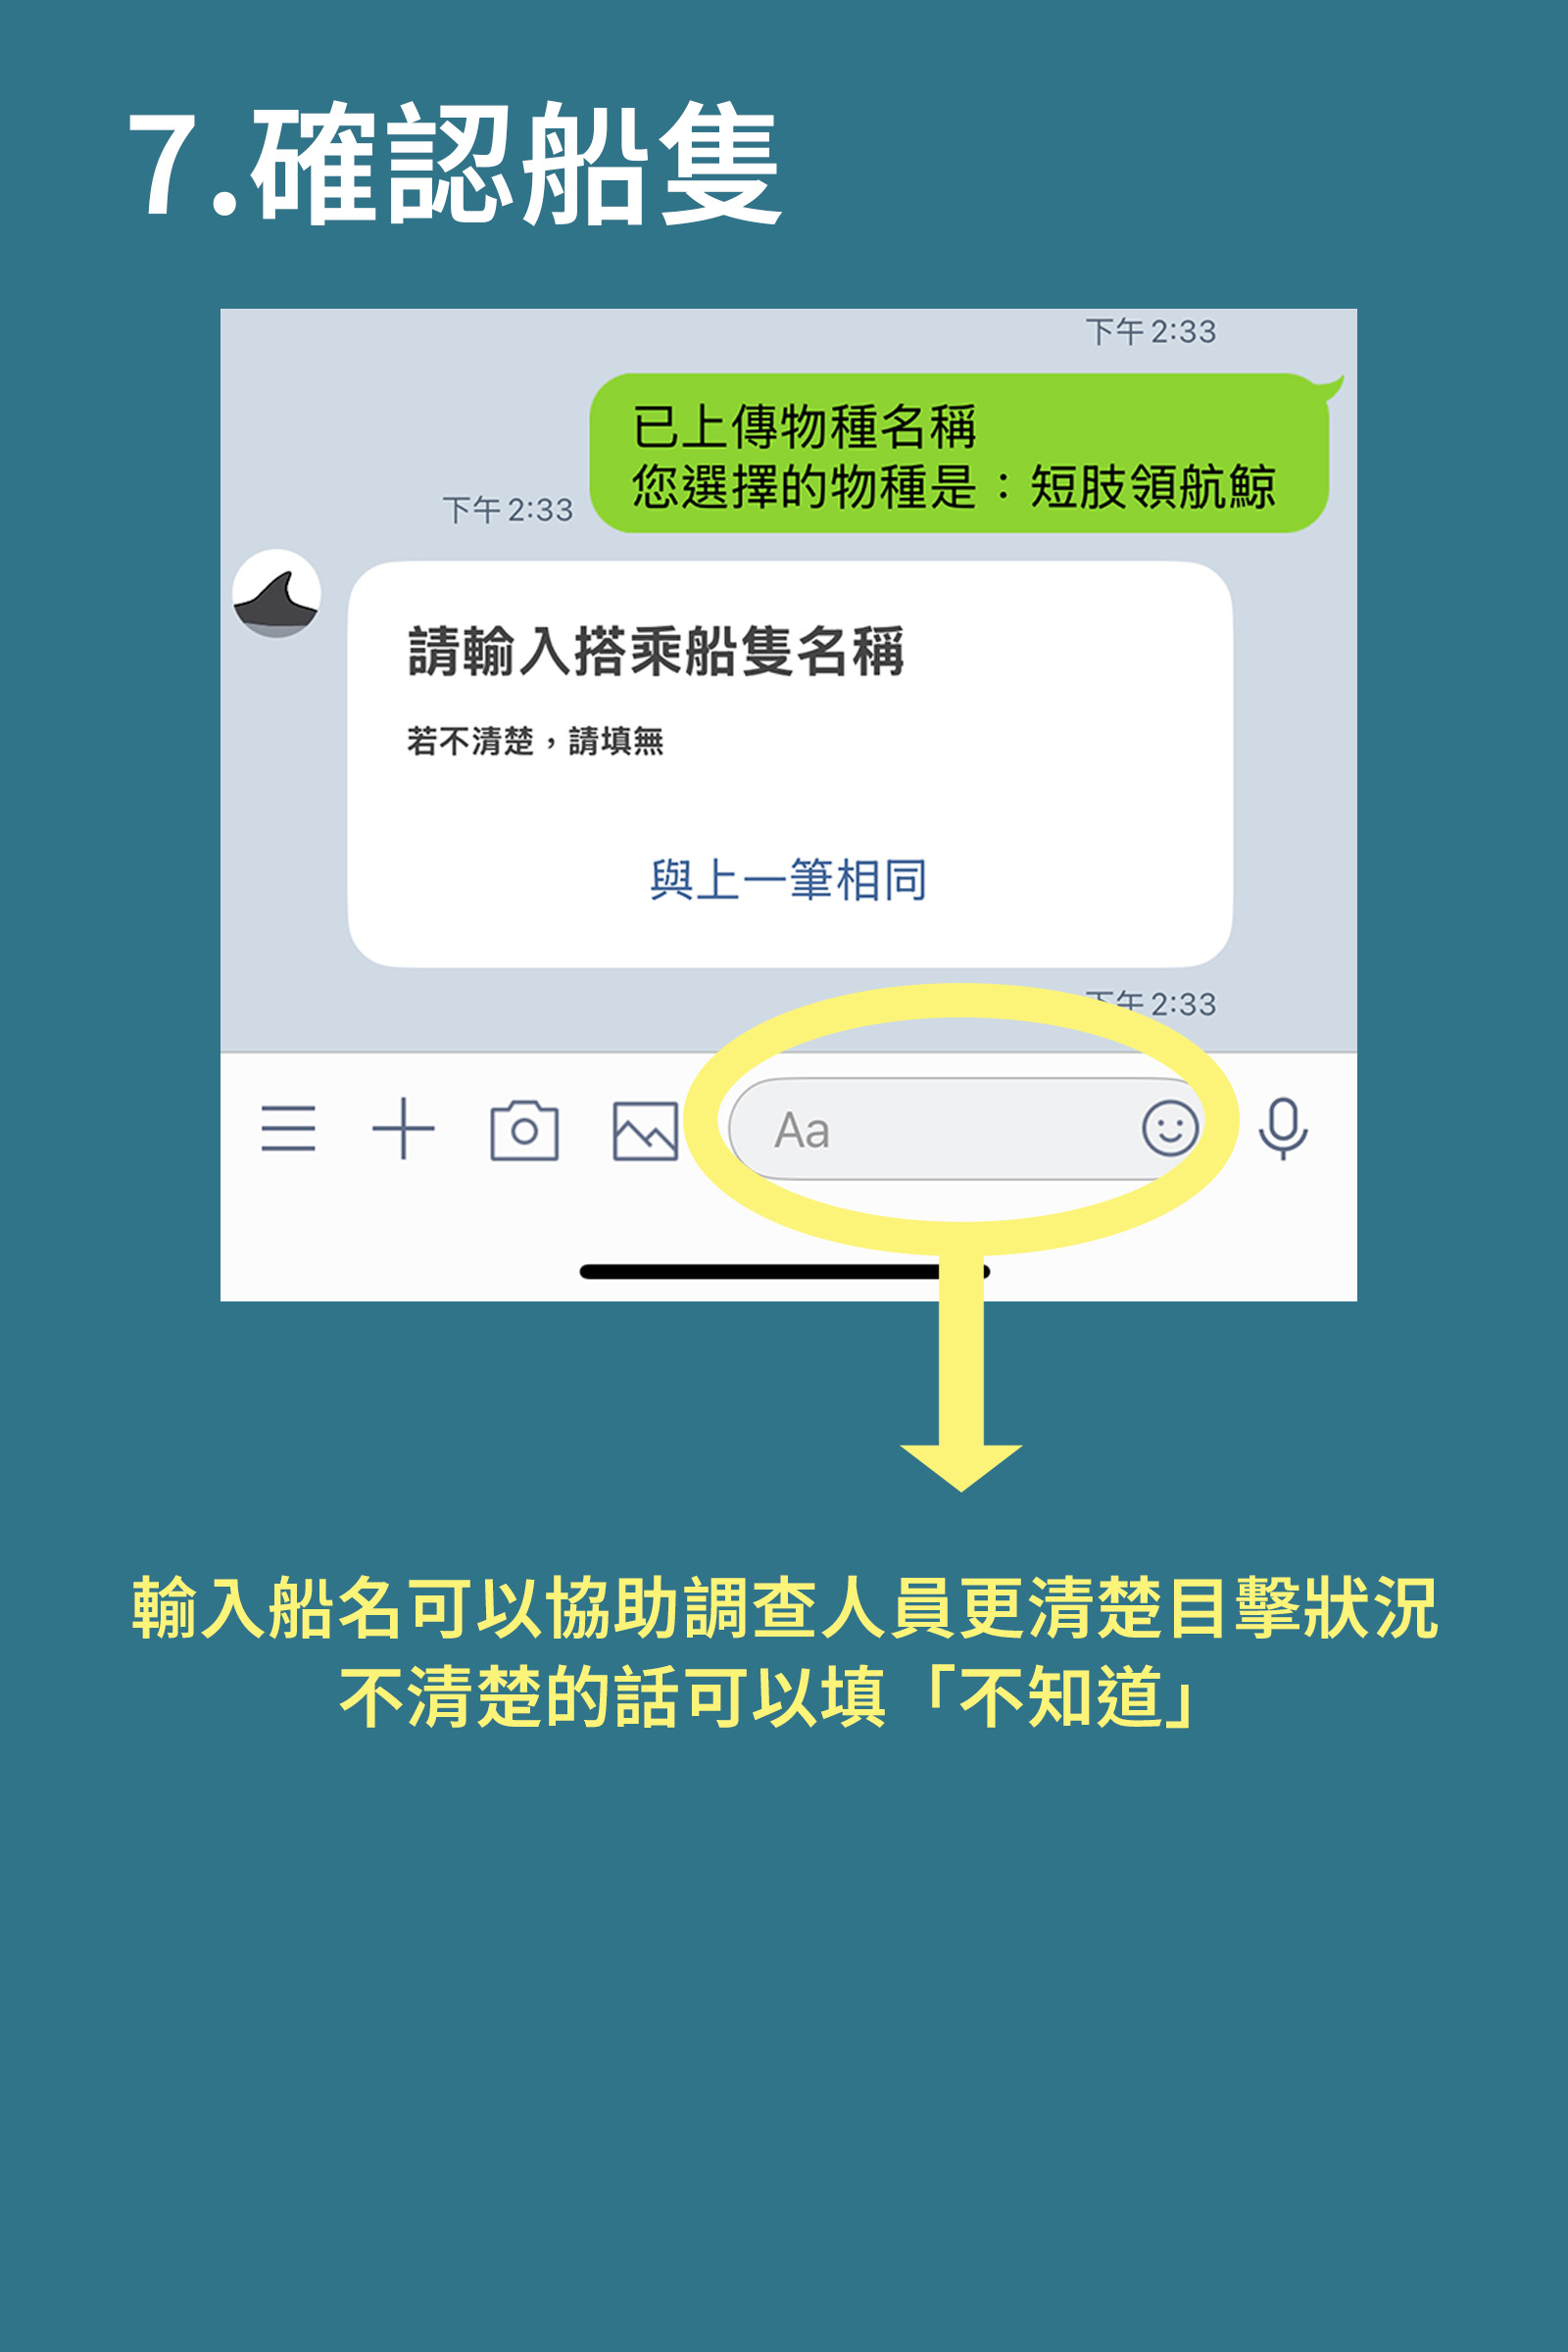 7.確認船隻
下午 2:33
已上傳物種名稱
您選擇的物種是：短肢領航鯨
下午 2:33
請輸入搭乘船隻名稱
若不清楚，請填無
與上一筆相同
下午 2:33
Aa
輸入船名可以協助調查人員更清楚目擊狀況
不清楚的話可以填「不知道」